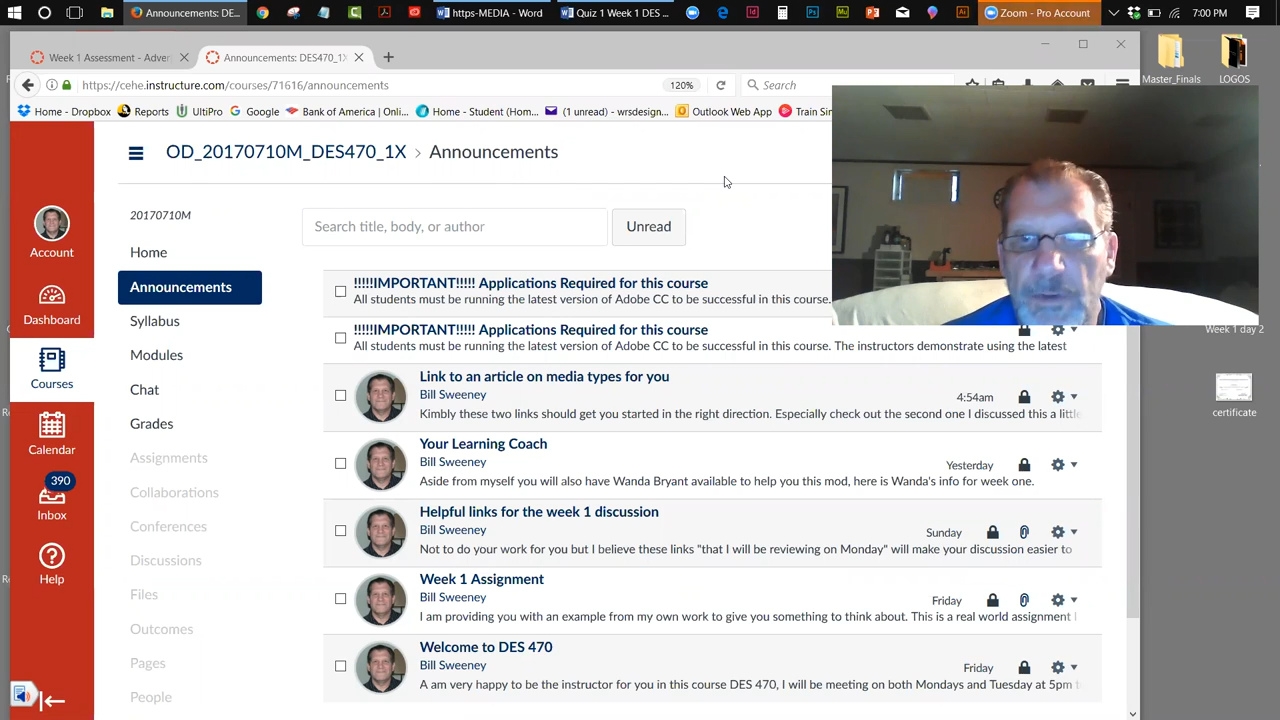 Announcements: DE...
https-MEDIA - Word
Quiz 1 Week 1 DES ...
Zoom - Pro Account
7:00 PM
Week 1 Assessment - Adver
Announcements: DES470_1X
https://cehe.instructure.com/courses/71616/announcements
120%
Search
Master_Finals
LOGOS
Home - Dropbox
Reports
UltiPro
Google
Bank of America | Onli...
Home - Student (Hom...
(1 unread) - wrsdesign...
Outlook Web App
Train Sim
OD_20170710M_DES470_1X > Announcements
20170710M
Account
Dashboard
Courses
Calendar
390
Inbox
Help
Home
Announcements
Syllabus
Modules
Chat
Grades
Assignments
Collaborations
Conferences
Discussions
Files
Outcomes
Pages
People
Search title, body, or author
Unread
!!!!!IMPORTANT!!!!! Applications Required for this course
All students must be running the latest version of Adobe CC to be successful in this course.
!!!!!IMPORTANT!!!!! Applications Required for this course
All students must be running the latest version of Adobe CC to be successful in this course. The instructors demonstrate using the latest
Link to an article on media types for you
Bill Sweeney
4:54am
Kimbly these two links should get you started in the right direction. Especially check out the second one I discussed this a little
Your Learning Coach
Bill Sweeney
Yesterday
Aside from myself you will also have Wanda Bryant available to help you this mod, here is Wanda's info for week one.
Helpful links for the week 1 discussion
Bill Sweeney
Sunday
Not to do your work for you but I believe these links "that I will be reviewing on Monday" will make your discussion easier to
Week 1 Assignment
Bill Sweeney
Friday
I am providing you with an example from my own work to give you something to think about. This is a real world assignment I
Welcome to DES 470
Bill Sweeney
Friday
A am very happy to be the instructor for you in this course DES 470, I will be meeting on both Mondays and Tuesday at 5pm
Week 1 day 2
certificate